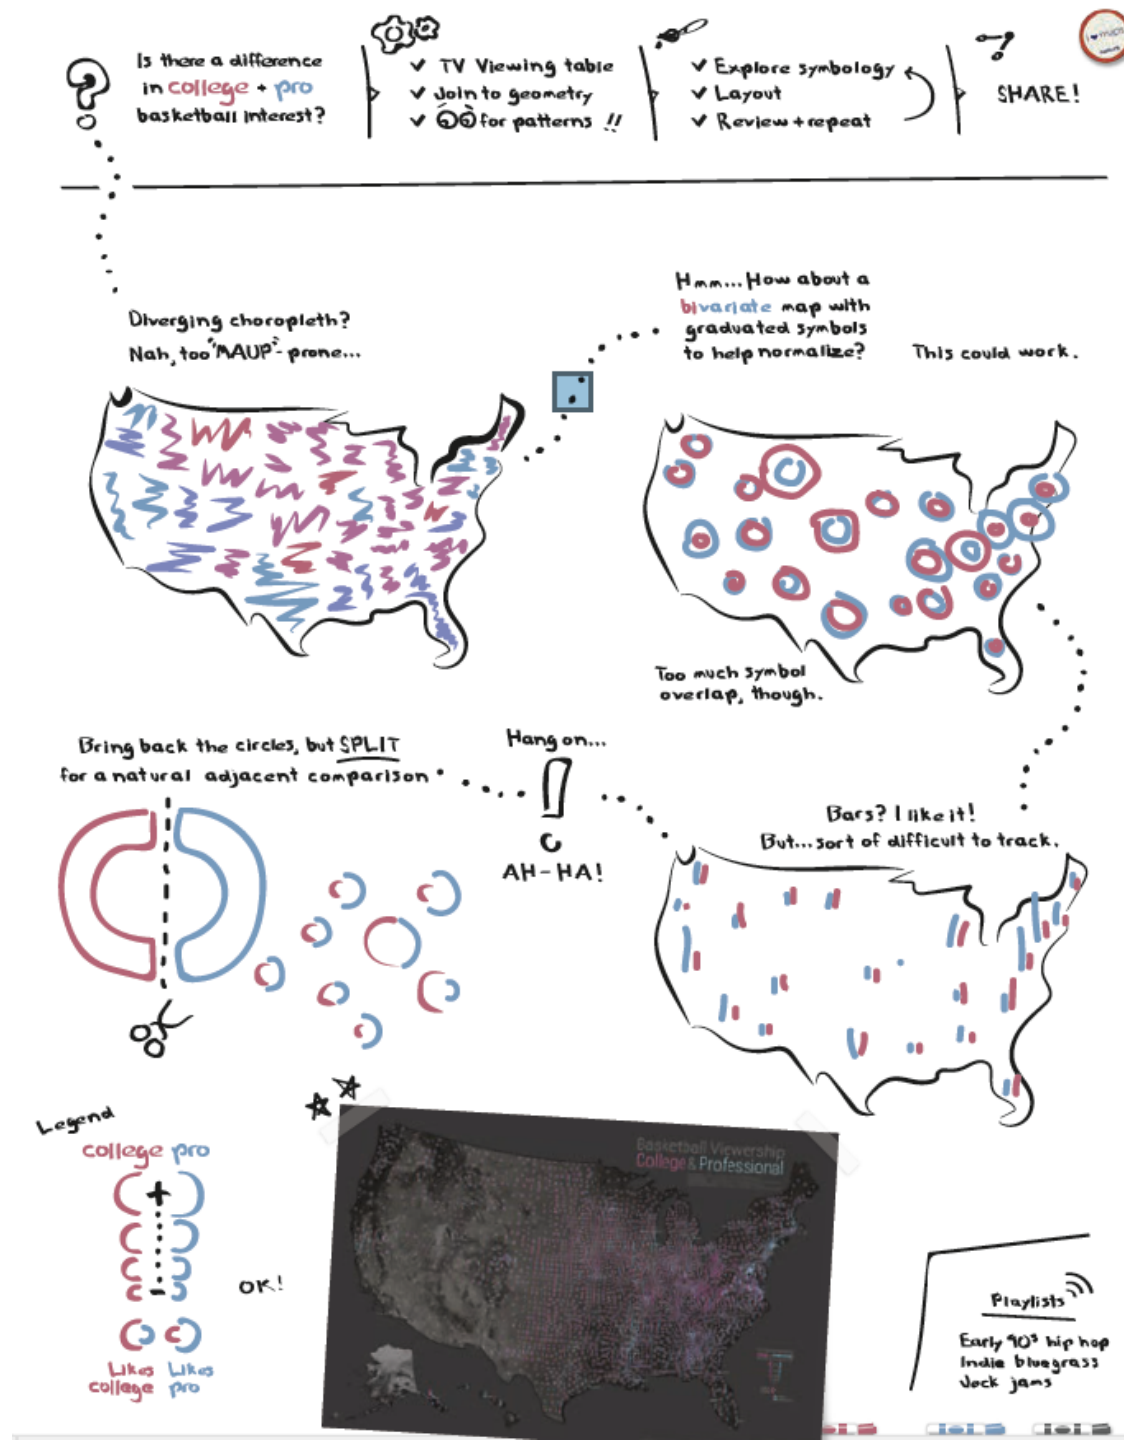 Is there a difference
in college + pro
basketball interest?
✓ TV Viewing table
✓ Join to geometry
✓ for patterns !!
✓ Explore symbology
✓ Layout
✓ Review + repeat
SHARE!
i ♥ maps
Diverging choropleth?
Nah, too "MAUP"-prone...
Hmm... How about a
bivariate map with
graduated symbols
to help normalize?
This could work.
Too much symbol
overlap, though.
Bring back the circles, but SPLIT
for a natural adjacent comparison
Hang on...
AH-HA!
Bars? I like it!
But... sort of difficult to track.
Legend
college pro
+
-
Likes college
Likes pro
OK!
Basketball Viewership
College & Professional
Playlists
Early 90s hip hop
Indie bluegrass
Jock jams